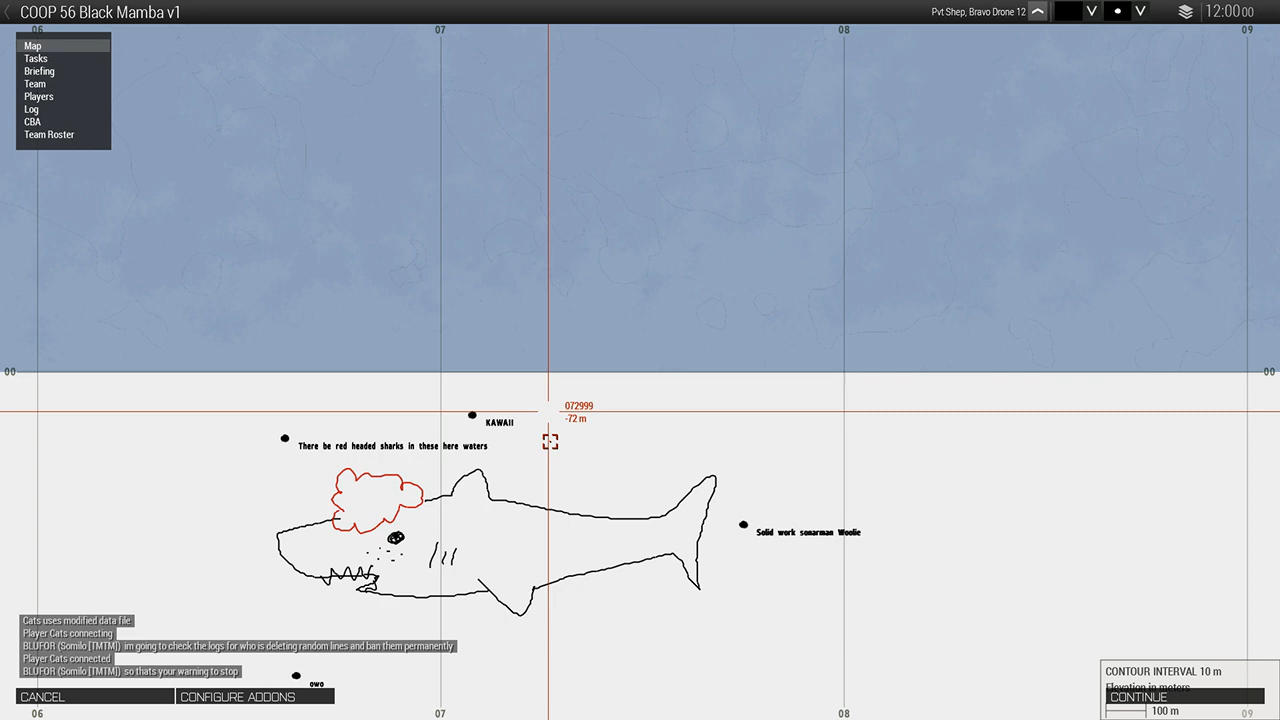 COOP 56 Black Mamba v1
Pvt Shep, Bravo Drone 12
12:00 00
06 07 08 09
Map
Tasks
Briefing
Team
Players
Log
CBA
Team Roster
00 00
072999
-72 m
KAWAII
There be red headed sharks in these here waters
Solid work sonarman Woolie
Cats uses modified data file
Player Cats connecting
BLUFOR (Somilo [TMTM]) im going to check the logs for who is deleting random lines and ban them permanently
Player Cats connected
BLUFOR (Somilo [TMTM]) so thats your warning to stop
owo
CONTOUR INTERVAL 10 m
Elevation in meters
CANCEL
CONFIGURE ADDONS
CONTINUE
100 m
06 07 08 09